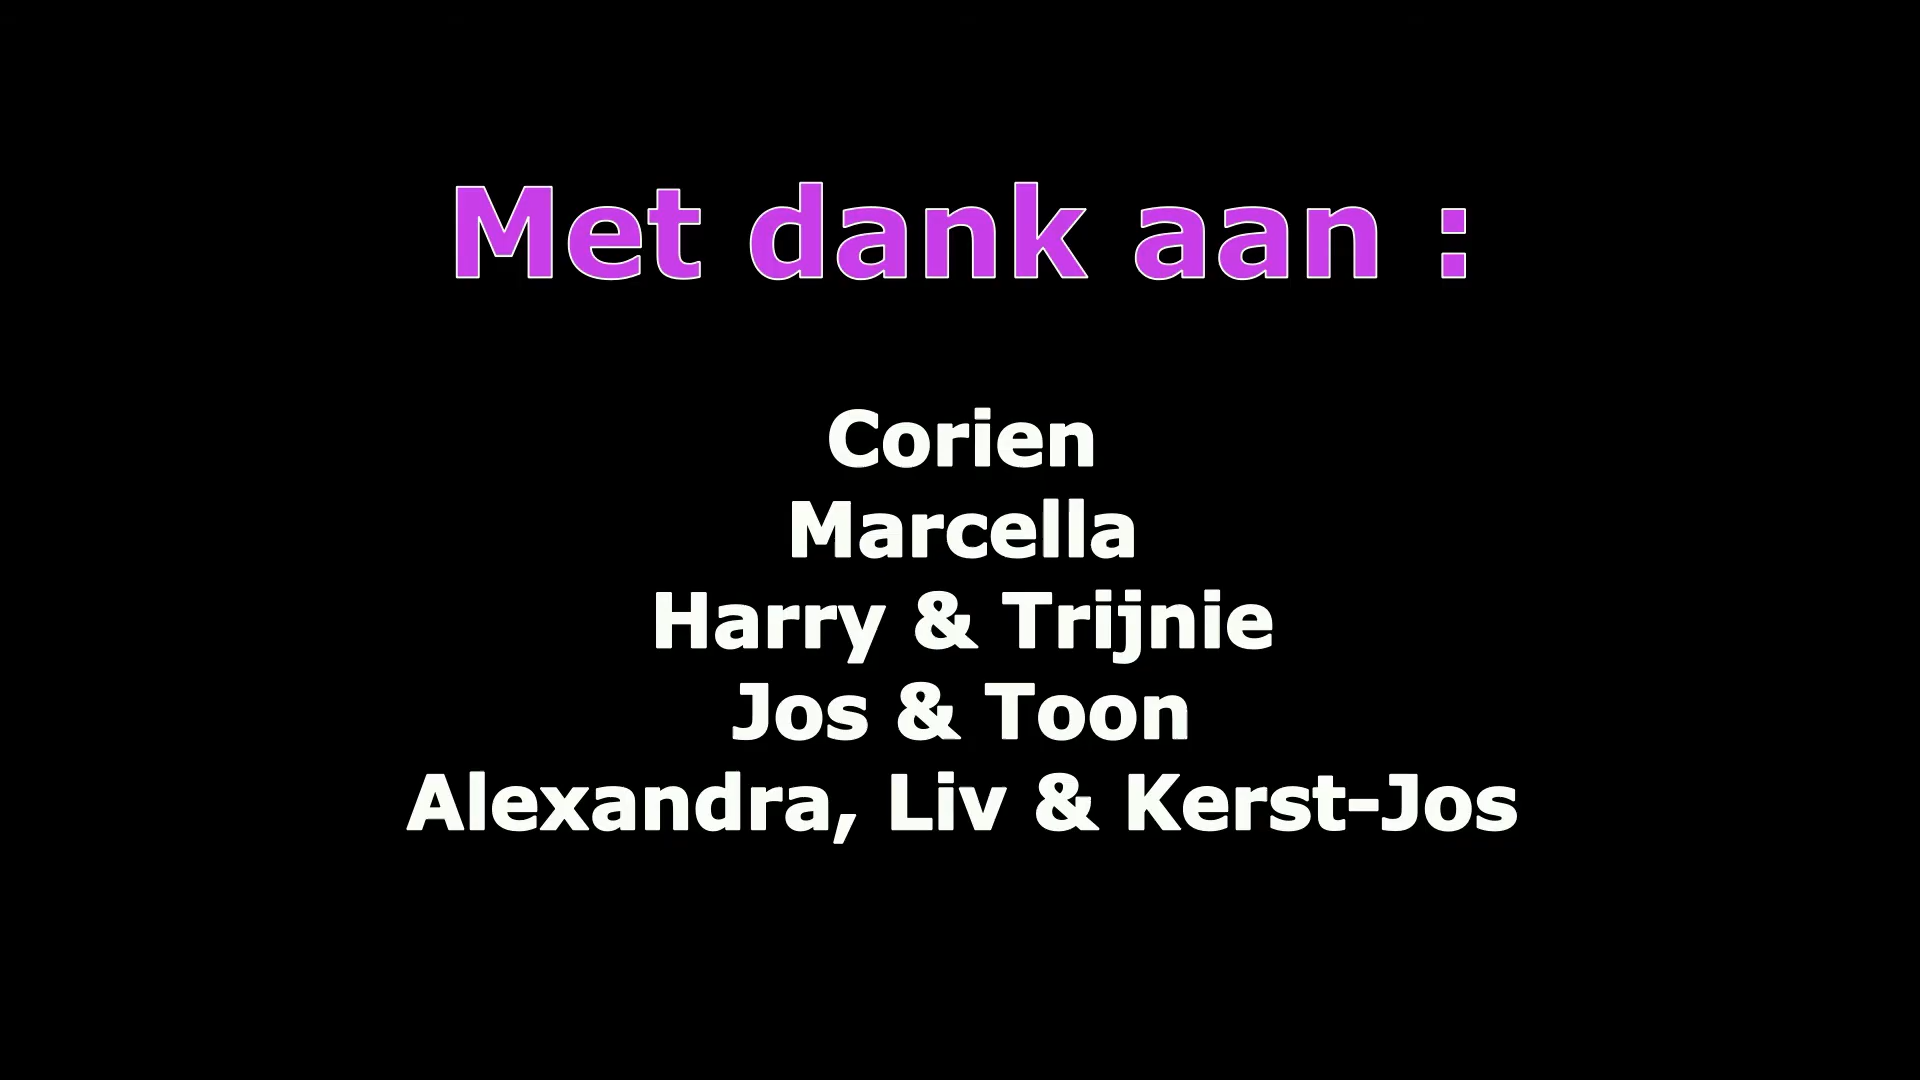 Met dank aan :
Corien
Marcella
Harry & Trijnie
Jos & Toon
Alexandra, Liv & Kerst-Jos